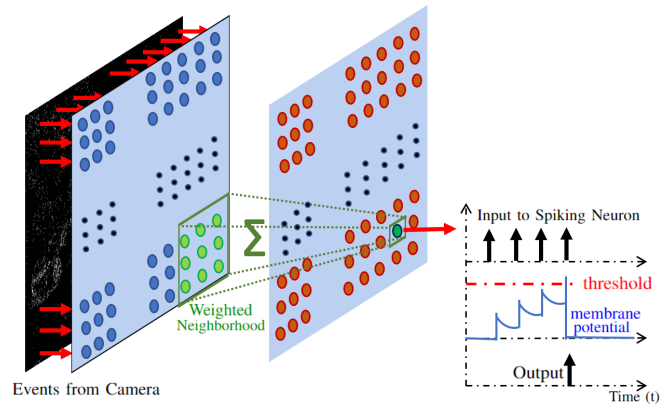 Input to Spiking Neuron
threshold
Σ
membrane
potential
Weighted
Neighborhood
Output
Events from Camera
Time (t)